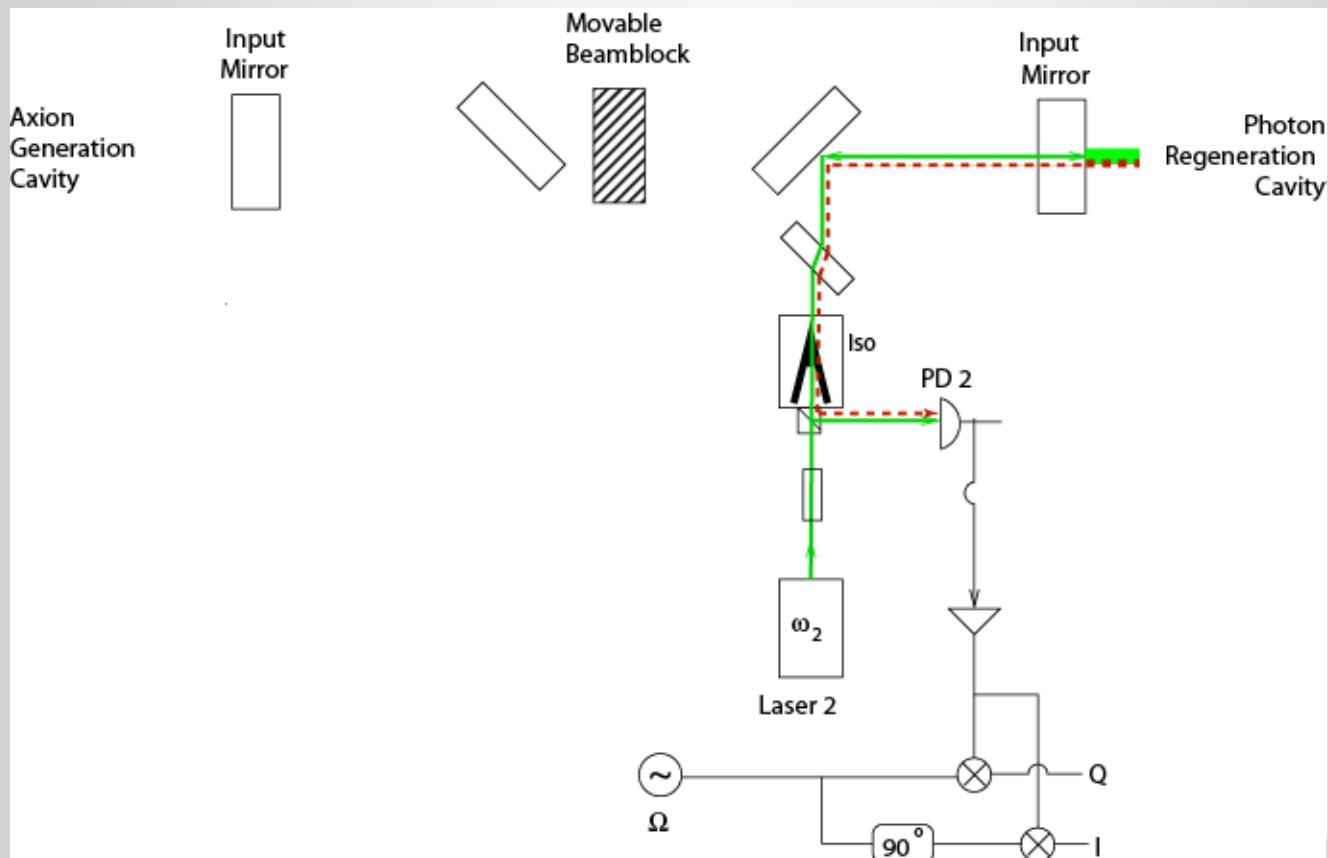 Movable
Beamblock
Input
Mirror
Input
Mirror
Axion
Generation
Cavity
Photon
Regeneration
Cavity
Iso
PD 2
ω2
Laser 2
~
Q
Ω
90°
I